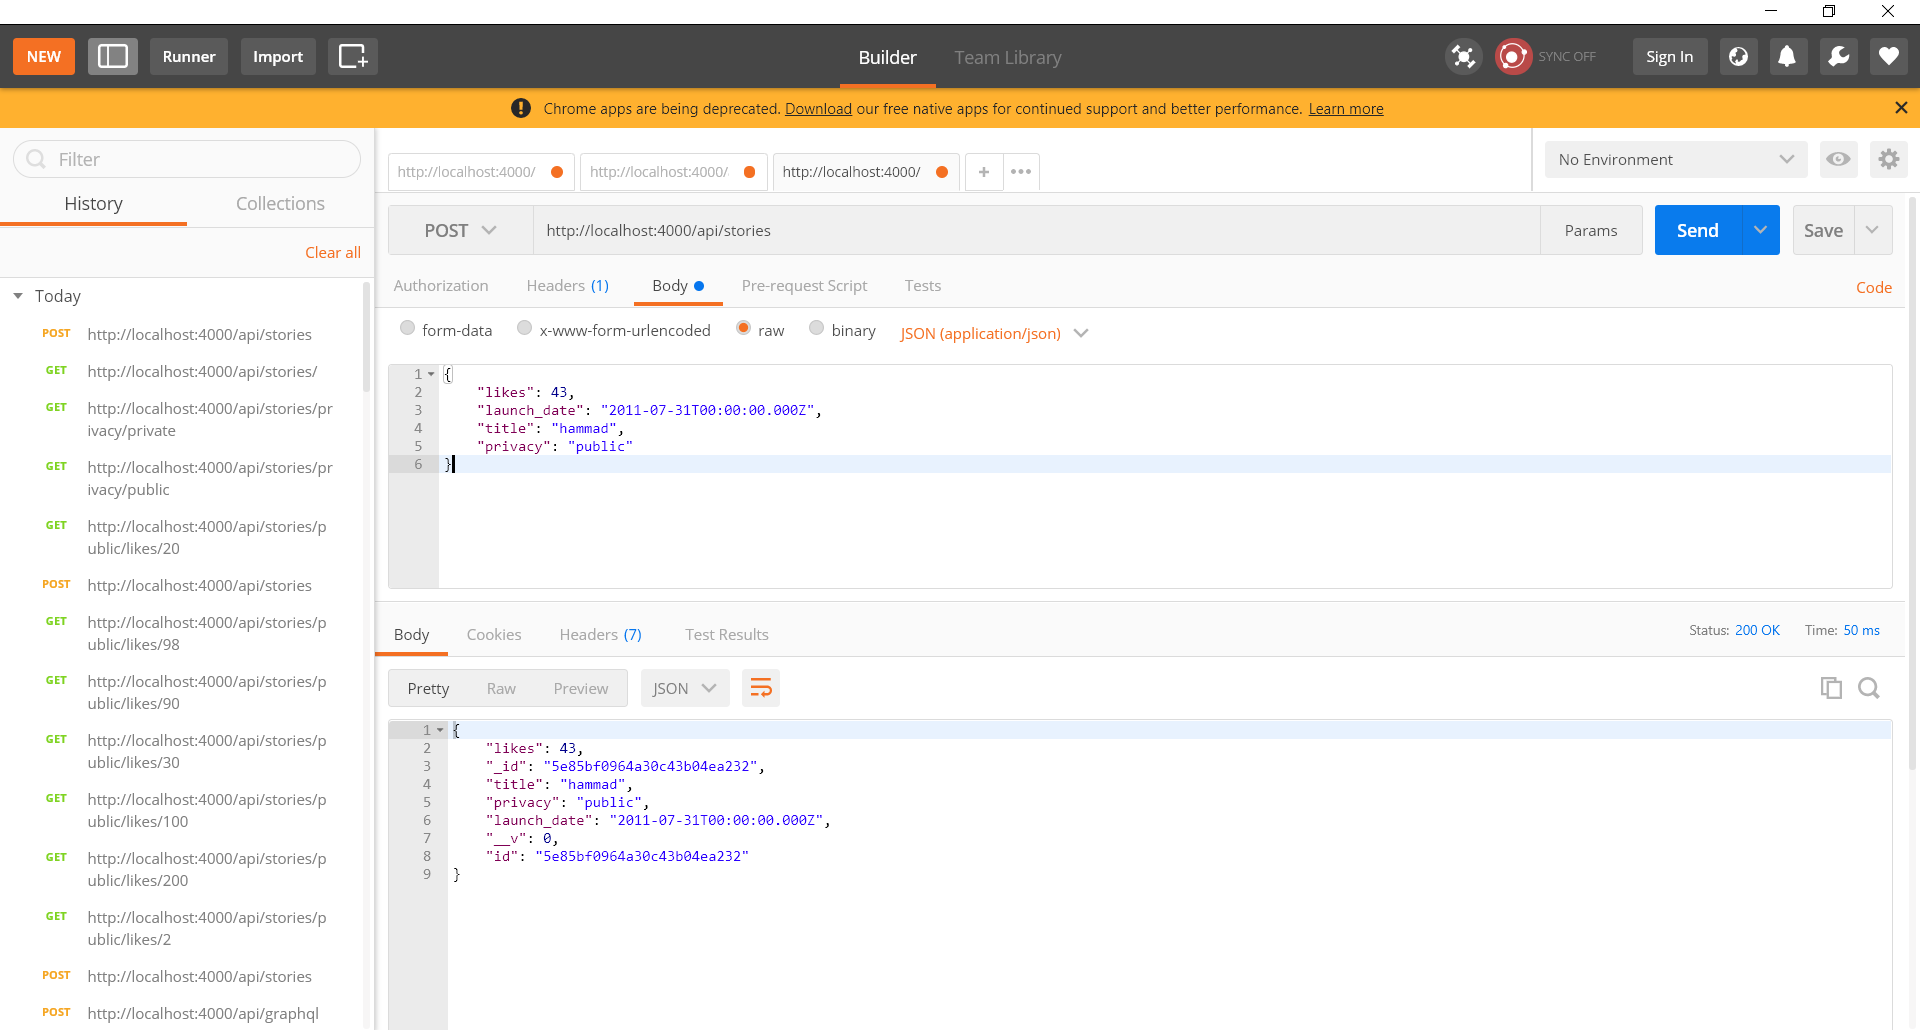 NEW
Runner
Import
Builder
Team Library
SYNC OFF
Sign In
Chrome apps are being deprecated. Download our free native apps for continued support and better performance. Learn more
Filter
History
Collections
Clear all
Today
POST http://localhost:4000/api/stories
GET http://localhost:4000/api/stories/
GET http://localhost:4000/api/stories/pr
ivacy/private
GET http://localhost:4000/api/stories/pr
ivacy/public
GET http://localhost:4000/api/stories/p
ublic/likes/20
POST http://localhost:4000/api/stories
GET http://localhost:4000/api/stories/p
ublic/likes/98
GET http://localhost:4000/api/stories/p
ublic/likes/90
GET http://localhost:4000/api/stories/p
ublic/likes/30
GET http://localhost:4000/api/stories/p
ublic/likes/100
GET http://localhost:4000/api/stories/p
ublic/likes/200
GET http://localhost:4000/api/stories/p
ublic/likes/2
POST http://localhost:4000/api/stories
POST http://localhost:4000/api/graphql
http://localhost:4000/
http://localhost:4000/
http://localhost:4000/
No Environment
POST
http://localhost:4000/api/stories
Params
Send
Save
Authorization
Headers (1)
Body
Pre-request Script
Tests
Code
form-data
x-www-form-urlencoded
raw
binary
JSON (application/json)
1 {
2 "likes": 43,
3 "launch_date": "2011-07-31T00:00:00.000Z",
4 "title": "hammad",
5 "privacy": "public"
6 }
Body
Cookies
Headers (7)
Test Results
Status: 200 OK
Time: 50 ms
Pretty
Raw
Preview
JSON
1 {
2 "likes": 43,
3 "_id": "5e85bf0964a30c43b04ea232",
4 "title": "hammad",
5 "privacy": "public",
6 "launch_date": "2011-07-31T00:00:00.000Z",
7 "__v": 0,
8 "id": "5e85bf0964a30c43b04ea232"
9 }